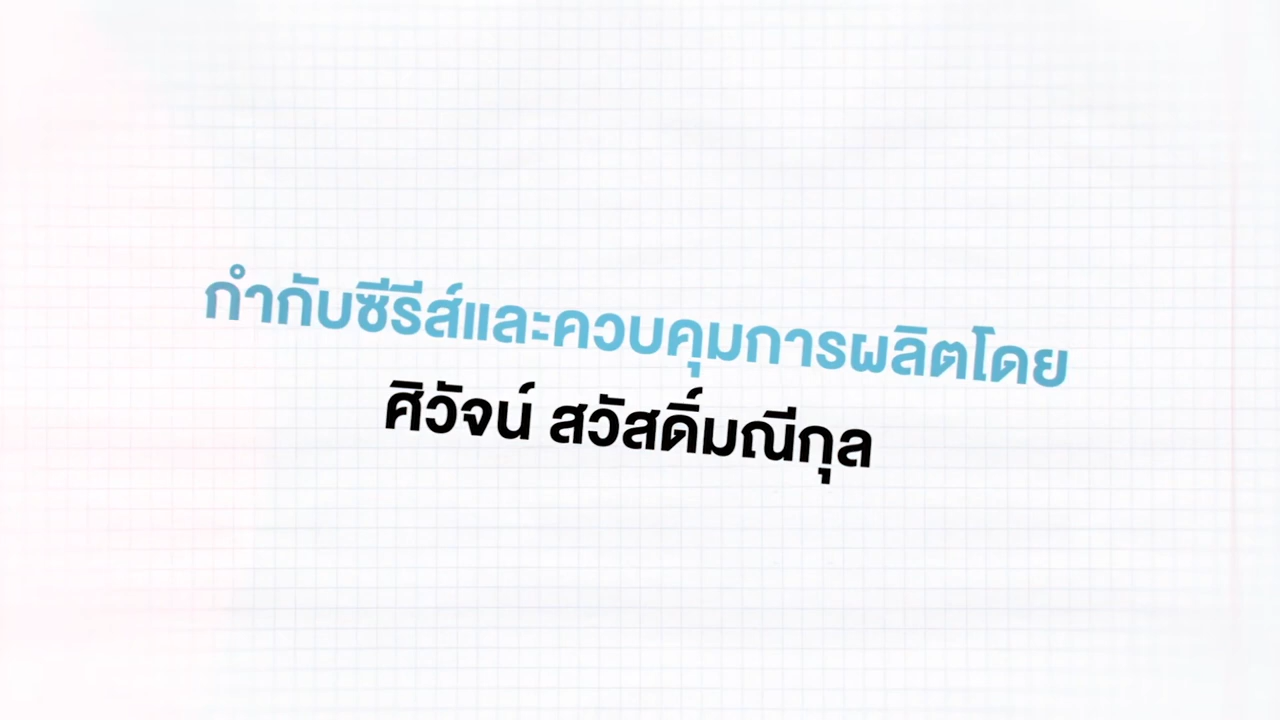 กำกับซีรีส์และควบคุมการผลิตโดย
ศิวัจน์ สวัสดิ์มณีกุล